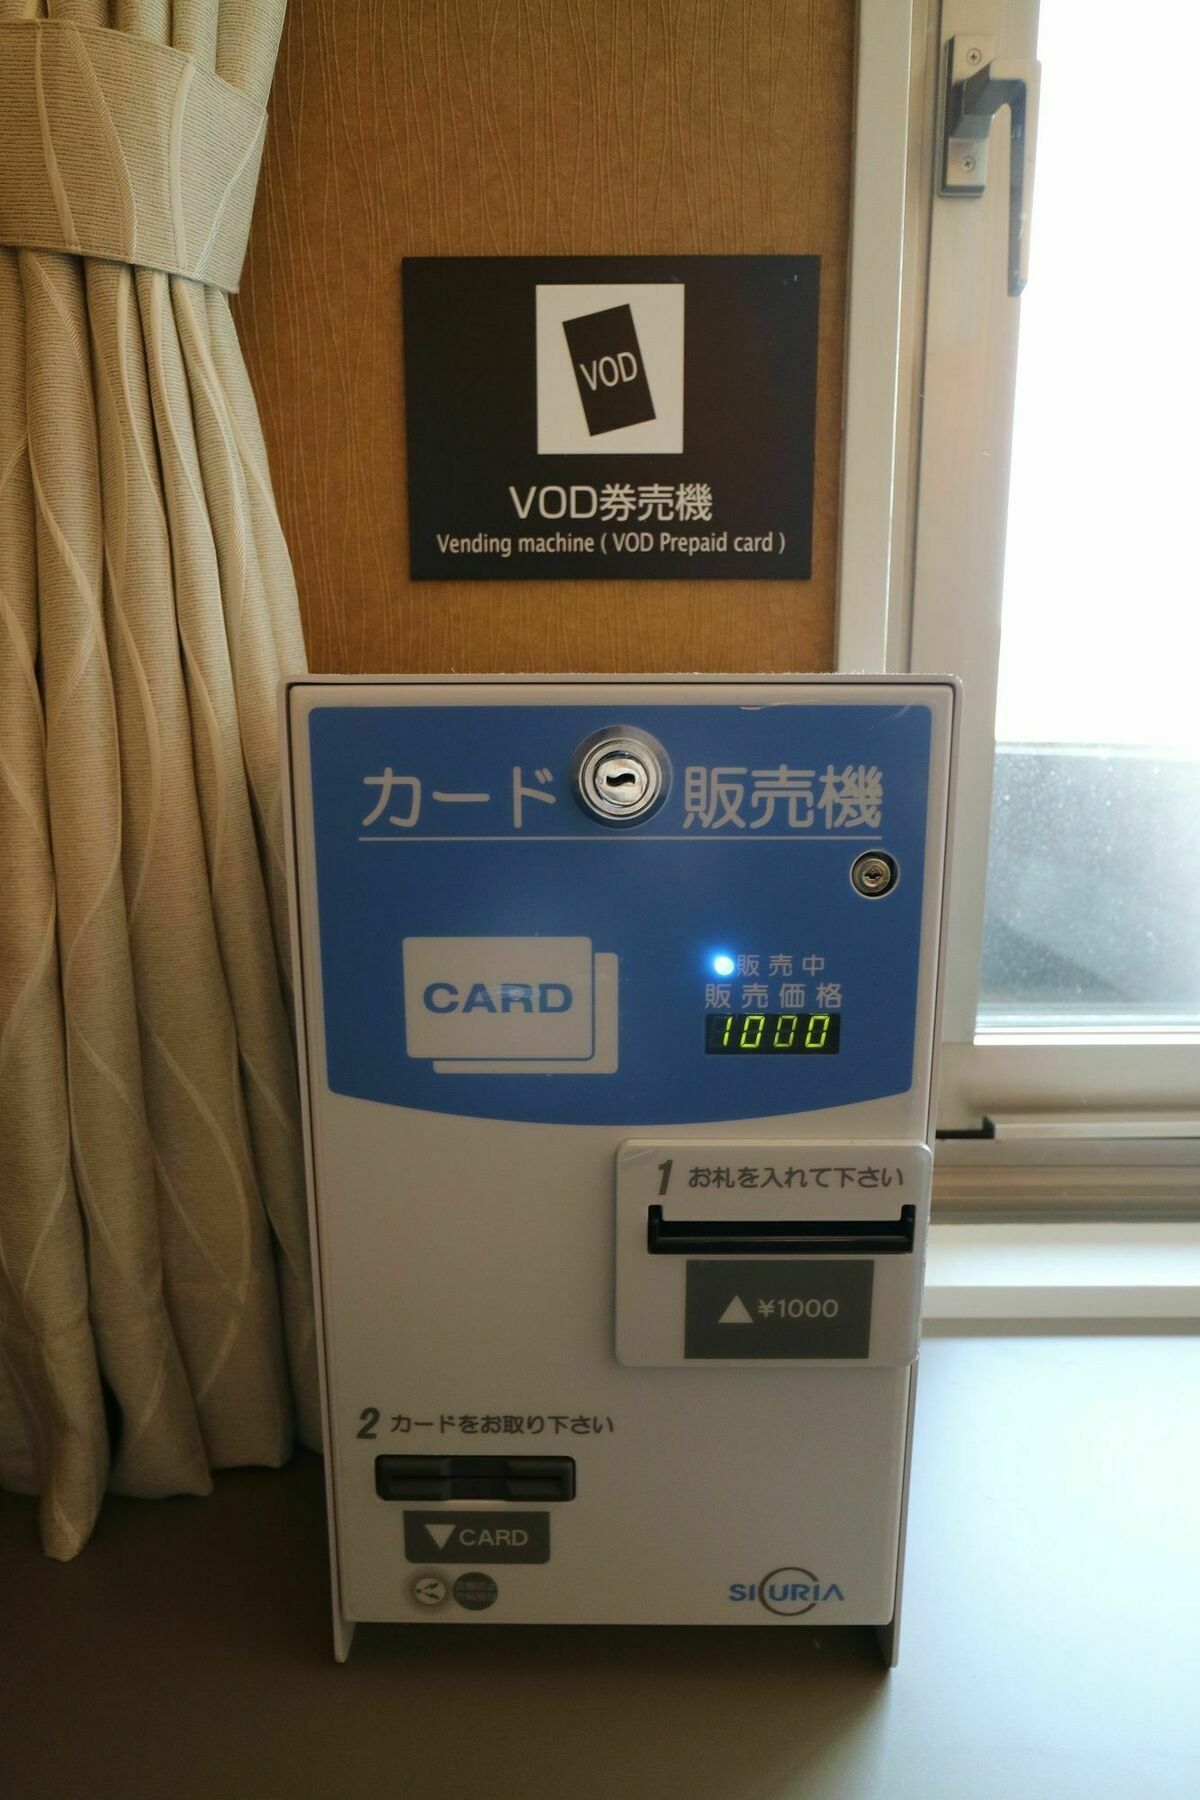 VOD
VOD券売機
Vending machine ( VOD Prepaid card )
カード 販売機
CARD
販売中
販売価格
1000
1 お札を入れて下さい
▲¥1000
2 カードをお取り下さい
▼CARD
SICURIA